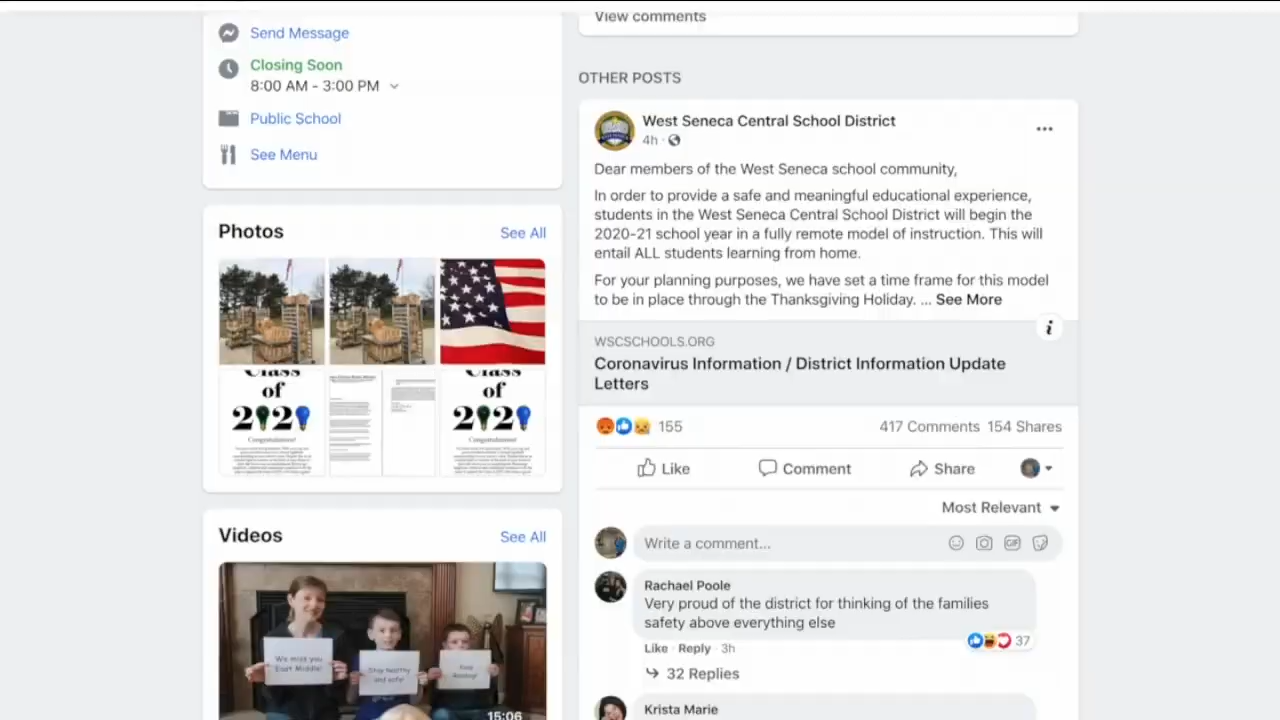 Send Message
Closing Soon
8:00 AM - 3:00 PM
Public School
See Menu
Photos
See All
Class
of
2020
Congratulations!
Class
of
2020
Congratulations!
Videos
See All
We miss you
East Middle!
Stay healthy
and safe!
Keep
Reading!
15:06
View comments
OTHER POSTS
West Seneca Central School District
4h ·
Dear members of the West Seneca school community,
In order to provide a safe and meaningful educational experience,
students in the West Seneca Central School District will begin the
2020-21 school year in a fully remote model of instruction. This will
entail ALL students learning from home.
For your planning purposes, we have set a time frame for this model
to be in place through the Thanksgiving Holiday. ... See More
WSCSCHOOLS.ORG
Coronavirus Information / District Information Update
Letters
155
417 Comments 154 Shares
Like
Comment
Share
Most Relevant
Write a comment...
GIF
Rachael Poole
Very proud of the district for thinking of the families
safety above everything else
37
Like · Reply · 3h
32 Replies
Krista Marie